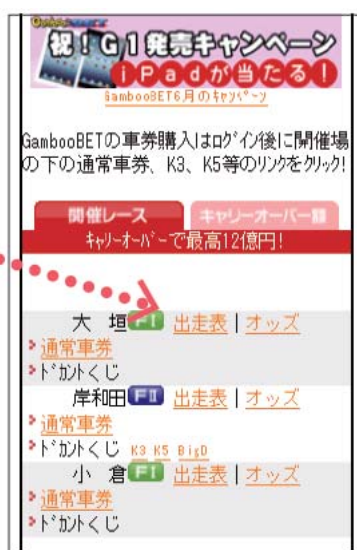 GambooBET
祝!G1発売キャンペーン
iPadが当たる!
GambooBET6月のｷｬﾝﾍﾟｰﾝ
GambooBETの車券購入はﾛｸﾞｲﾝ後に開催場
の下の通常車券、K3、K5等のﾘﾝｸをｸﾘｯｸ!
開催レース キャリーオーバー額
ｷｬﾘｰｵｰﾊﾞｰで最高12億円!
大 垣 FⅠ 出走表 | オッズ
通常車券
ﾄﾞｶﾝﾄくじ
岸和田 FⅡ 出走表 | オッズ
通常車券
ﾄﾞｶﾝﾄくじ K3 K5 BigD
小 倉 FⅠ 出走表 | オッズ
通常車券
ﾄﾞｶﾝﾄくじ